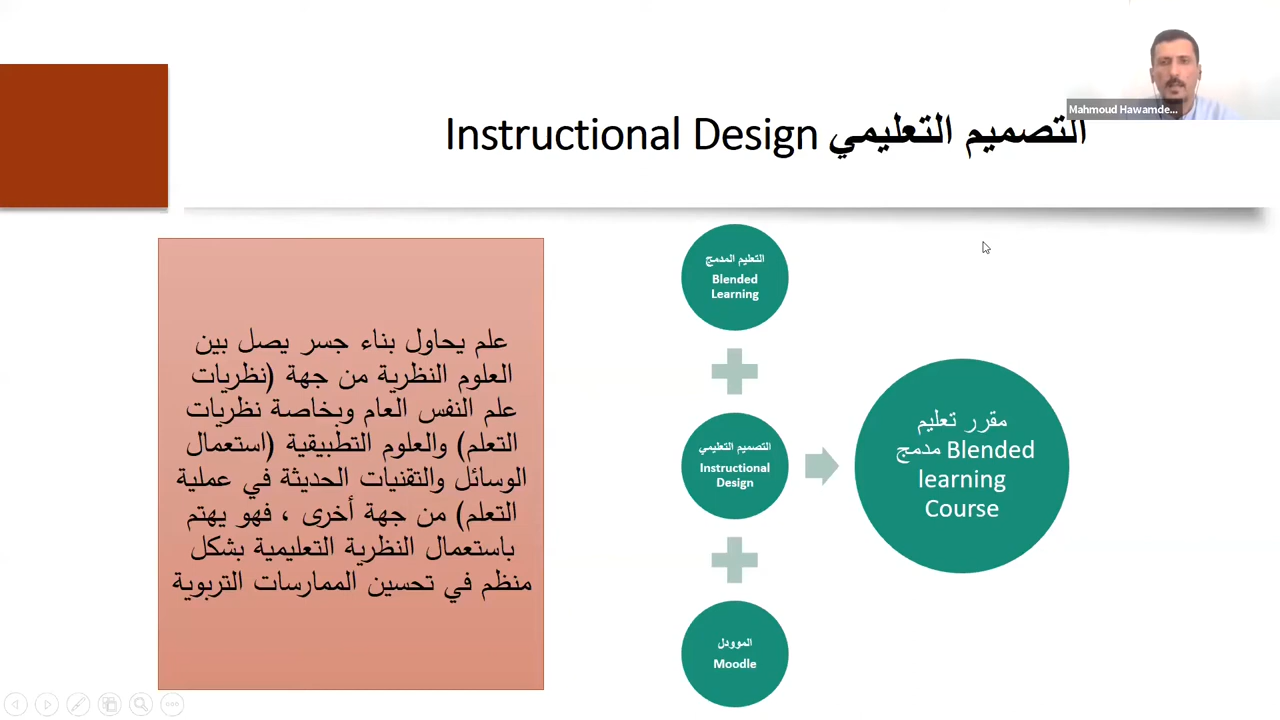 Mahmoud Hawamde...
التصميم التعليمي Instructional Design
علم يحاول بناء جسر يصل بين
العلوم النظرية من جهة (نظريات
علم النفس العام وبخاصة نظريات
التعلم) والعلوم التطبيقية (استعمال
الوسائل والتقنيات الحديثة في عملية
التعلم) من جهة أخرى ، فهو يهتم
باستعمال النظرية التعليمية بشكل
منظم في تحسين الممارسات التربوية
التعليم المدمج
Blended
Learning
التصميم التعليمي
Instructional
Design
الموودل
Moodle
مقرر تعليم
مدمج Blended
learning
Course